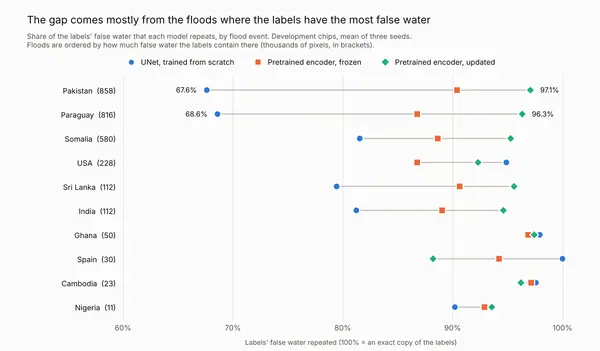 The gap comes mostly from the floods where the labels have the most false water
Share of the labels' false water that each model repeats, by flood event. Development chips, mean of three seeds.
Floods are ordered by how much false water the labels contain there (thousands of pixels, in brackets).
UNet, trained from scratch Pretrained encoder, frozen Pretrained encoder, updated
Pakistan (858) 67.6% 97.1%
Paraguay (816) 68.6% 96.3%
Somalia (580)
USA (228)
Sri Lanka (112)
India (112)
Ghana (50)
Spain (30)
Cambodia (23)
Nigeria (11)
60% 70% 80% 90% 100%
Labels' false water repeated (100% = an exact copy of the labels)